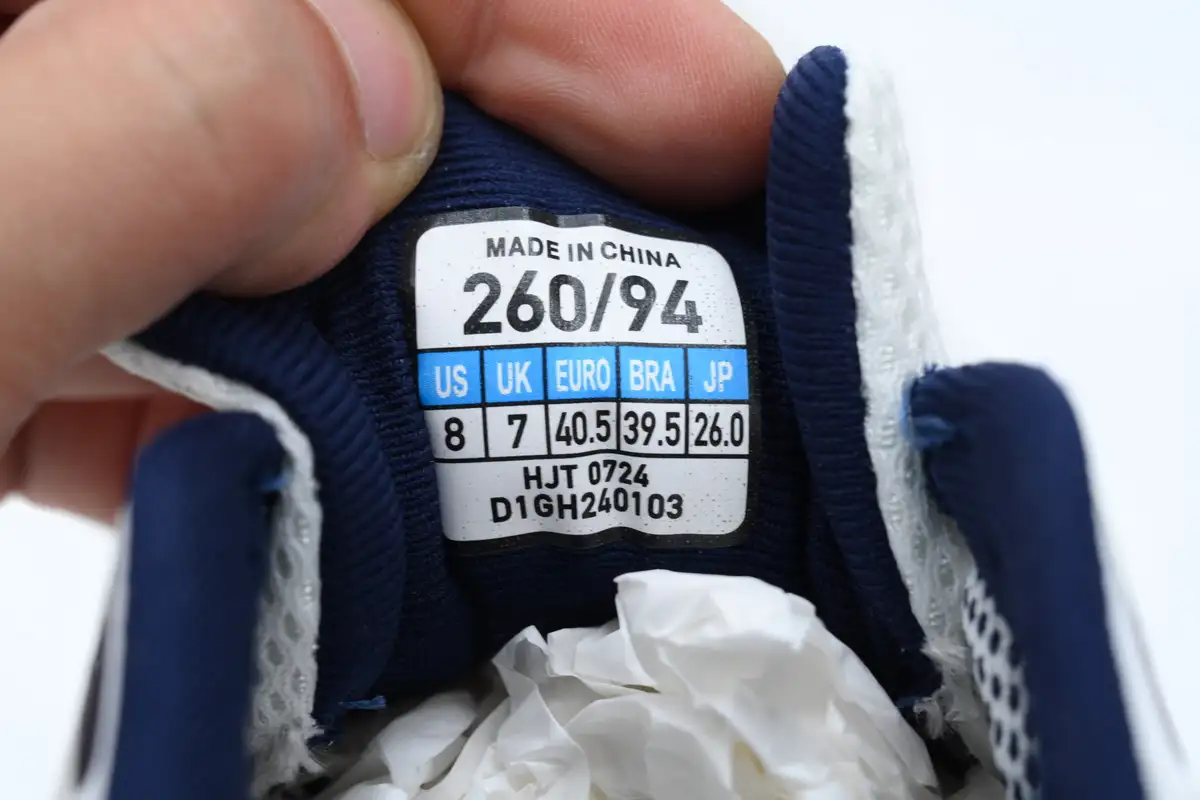 MADE IN CHINA
260/94
US UK EURO BRA JP
8 7 40.5 39.5 26.0
HJT 0724
D1GH240103